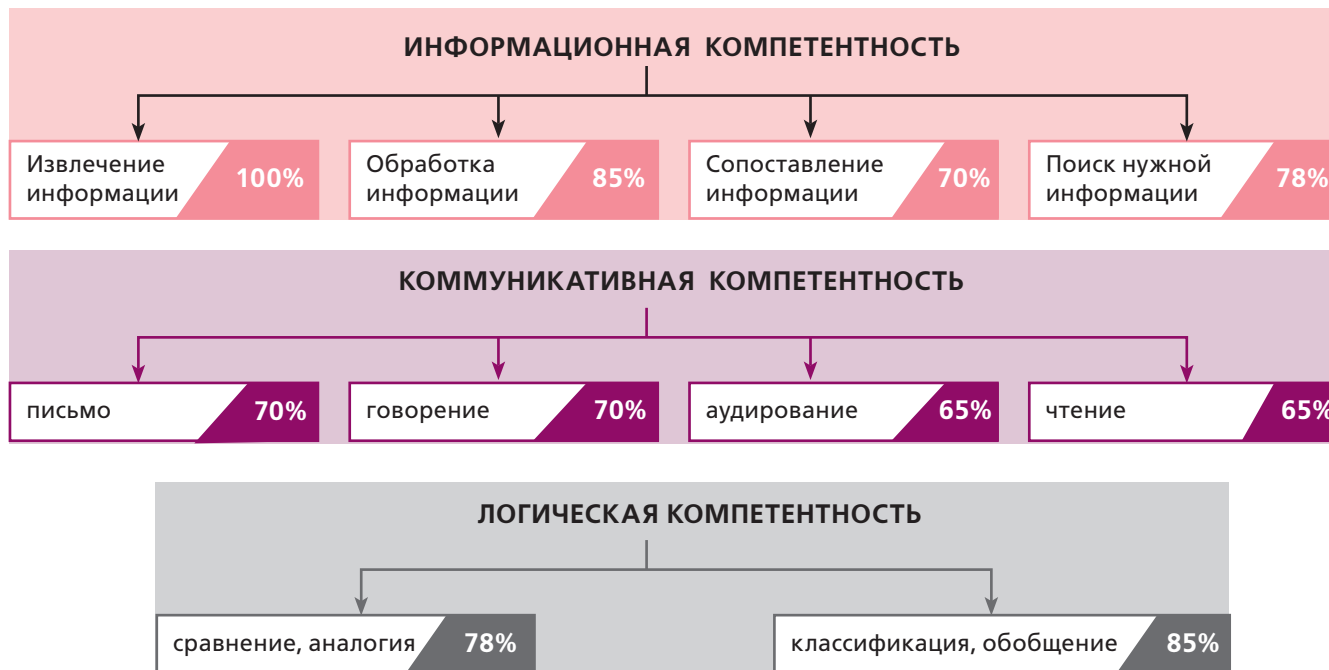 ИНФОРМАЦИОННАЯ КОМПЕТЕНТНОСТЬ
Извлечение
информации
100%
Обработка
информации
85%
Сопоставление
информации
70%
Поиск нужной
информации
78%
КОММУНИКАТИВНАЯ КОМПЕТЕНТНОСТЬ
письмо
70%
говорение
70%
аудирование
65%
чтение
65%
ЛОГИЧЕСКАЯ КОМПЕТЕНТНОСТЬ
сравнение, аналогия
78%
классификация, обобщение
85%